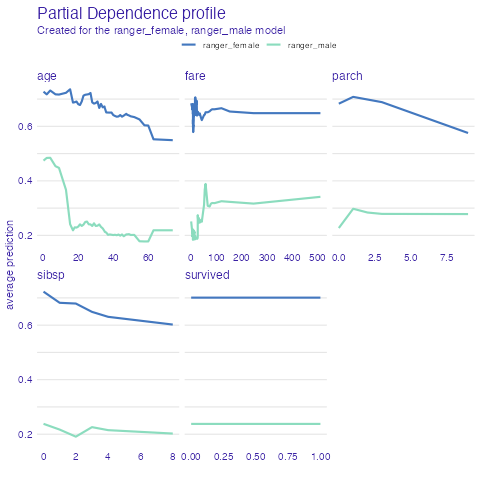 Partial Dependence profile
Created for the ranger_female, ranger_male model
ranger_female ranger_male
age fare parch
0.6
0.4
0.2
0 20 40 60 0 100 200 300 400 500 0.0 2.5 5.0 7.5
sibsp survived
0.6
0.4
0.2
0 2 4 6 8 0.00 0.25 0.50 0.75 1.00
average prediction